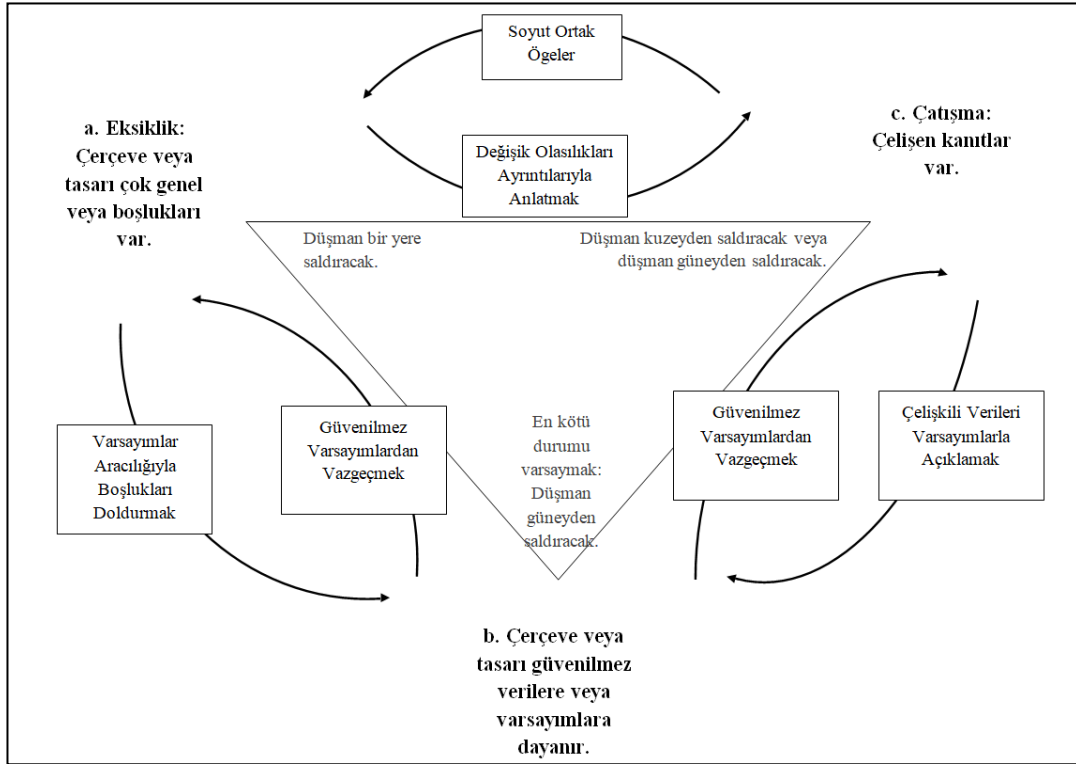 Soyut Ortak
Ögeler
a. Eksiklik:
Çerçeve veya
tasarı çok genel
veya boşlukları
var.
Değişik Olasılıkları
Ayrıntılarıyla
Anlatmak
c. Çatışma:
Çelişen kanıtlar
var.
Düşman bir yere
saldıracak.
Düşman kuzeyden saldıracak veya
düşman güneyden saldıracak.
Varsayımlar
Aracılığıyla
Boşlukları
Doldurmak
Güvenilmez
Varsayımlardan
Vazgeçmek
En kötü
durumu
varsaymak:
Düşman
güneyden
saldıracak.
Güvenilmez
Varsayımlardan
Vazgeçmek
Çelişkili Verileri
Varsayımlarla
Açıklamak
b. Çerçeve veya
tasarı güvenilmez
verilere veya
varsayımlara
dayanır.